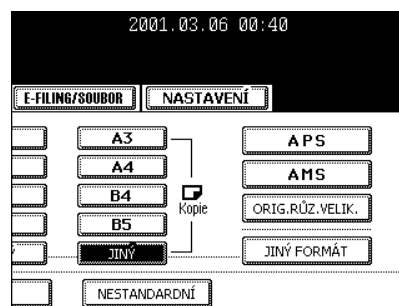 2001.03.06 00:40
E-FILING/SOUBOR NASTAVENÍ
A3 APS
A4 AMS
B4 Kopie ORIG.RŮZ.VELIK.
B5
JINÝ JINÝ FORMÁT
NESTANDARDNÍ